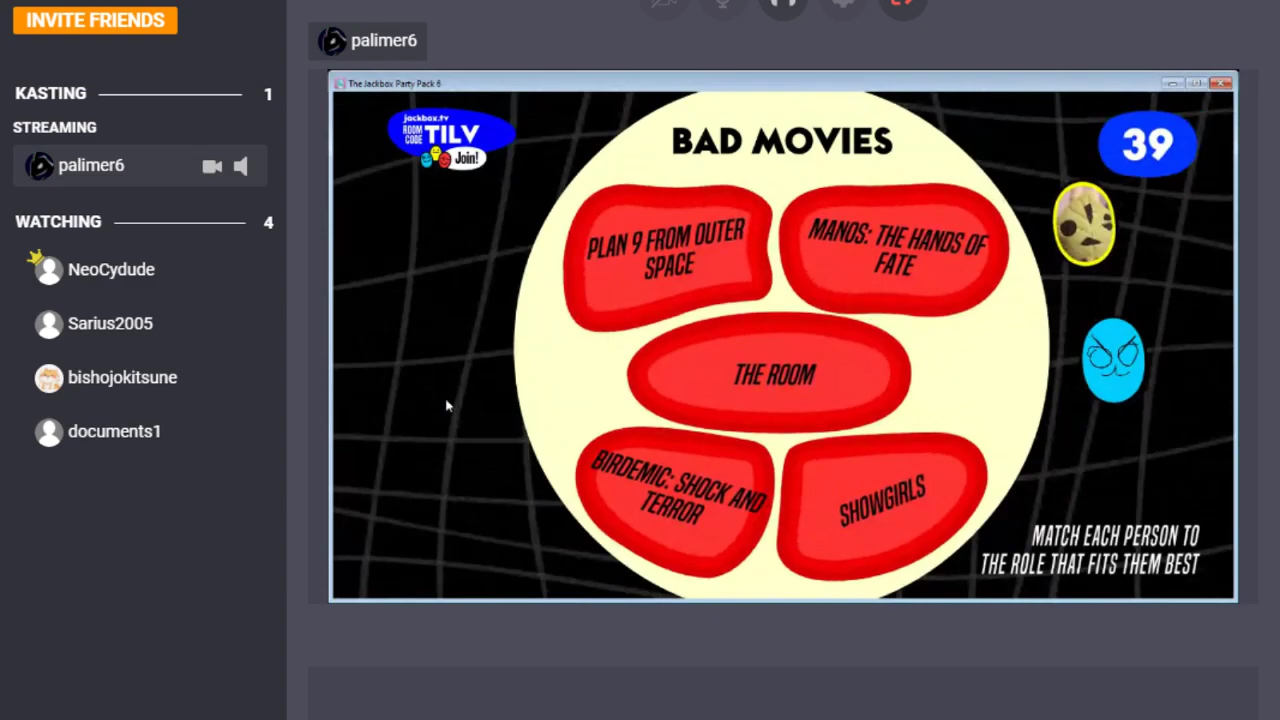 INVITE FRIENDS
KASTING 1
STREAMING
palimer6
WATCHING 4
NeoCydude
Sarius2005
bishojokitsune
documents1
palimer6
The Jackbox Party Pack 6
jackbox.tv
ROOM
CODE
TILV
Join!
BAD MOVIES
39
PLAN 9 FROM OUTER
SPACE
MANOS: THE HANDS OF
FATE
THE ROOM
BIRDEMIC: SHOCK AND
TERROR
SHOWGIRLS
MATCH EACH PERSON TO
THE ROLE THAT FITS THEM BEST